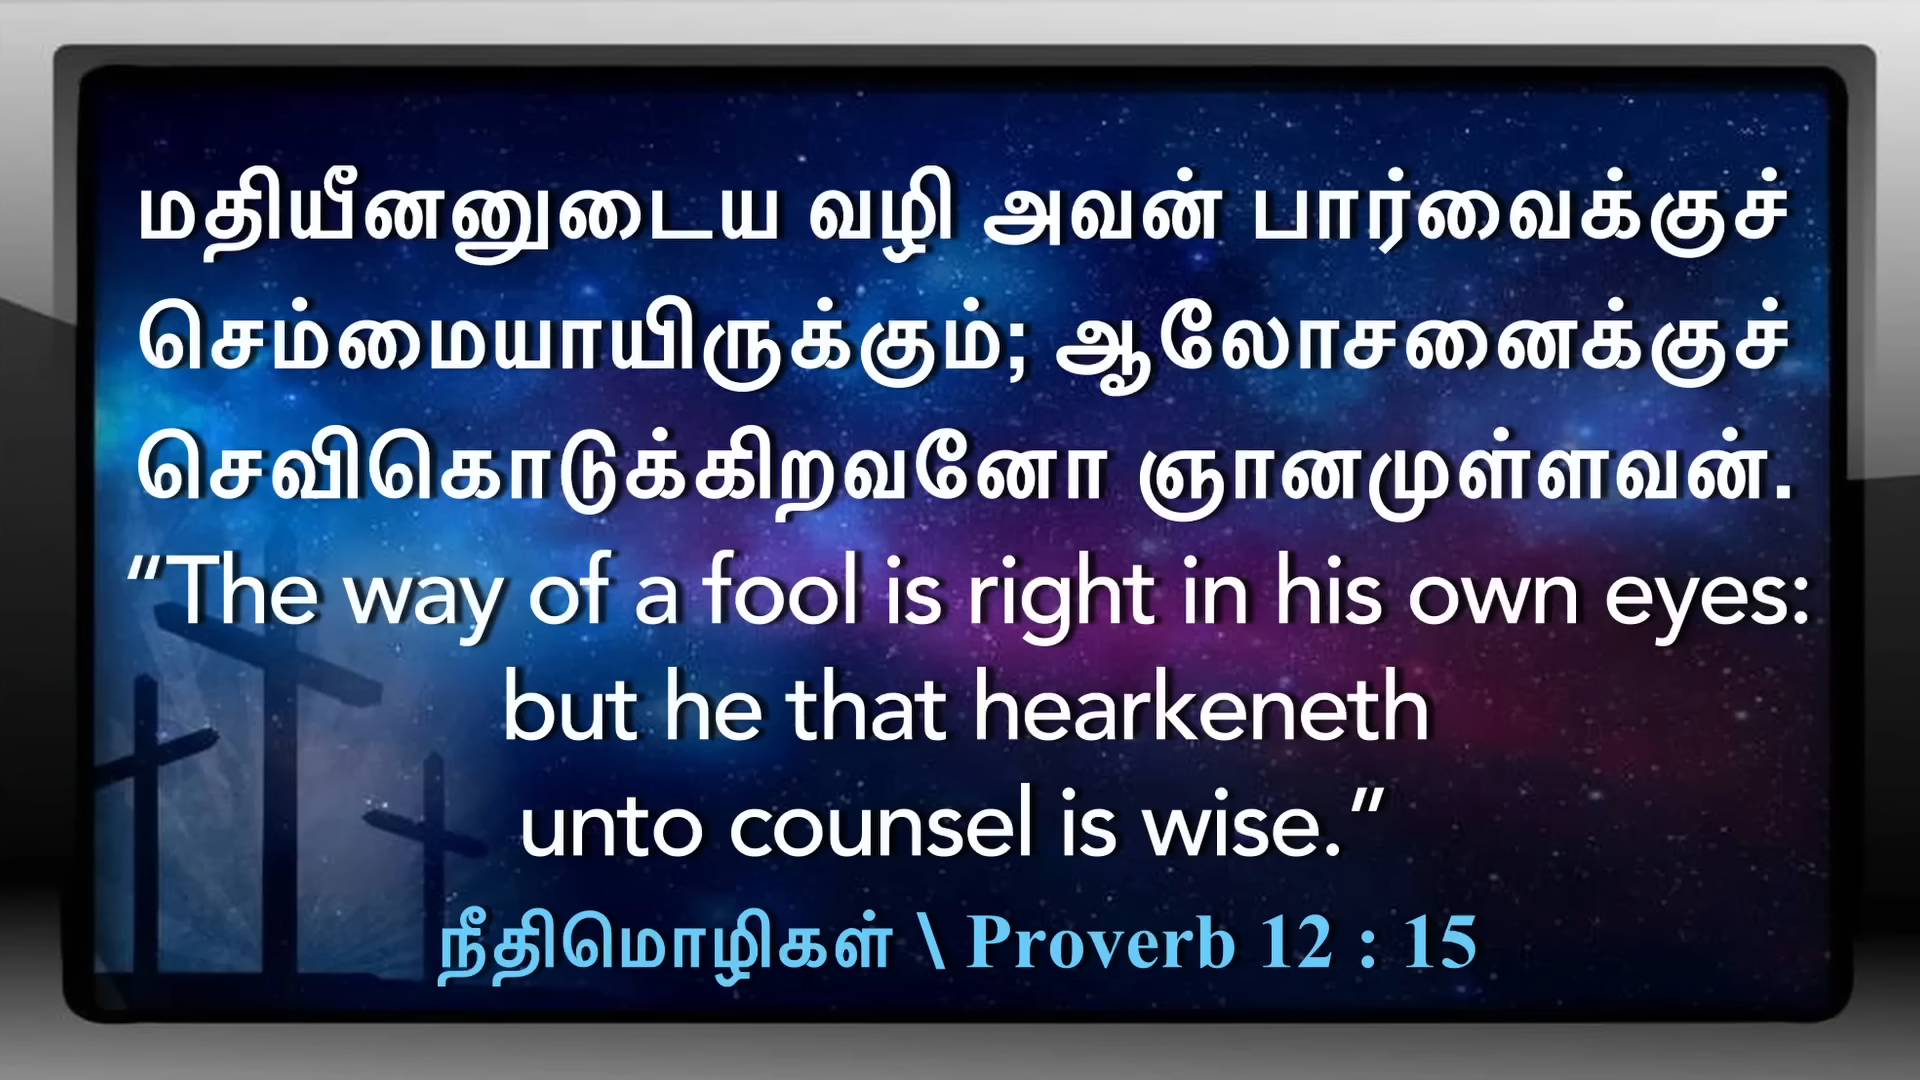 மதியீனனுடைய வழி அவன் பார்வைக்குச்
செம்மையாயிருக்கும்; ஆலோசனைக்குச்
செவிகொடுக்கிறவனோ ஞானமுள்ளவன்.
“The way of a fool is right in his own eyes:
but he that hearkeneth
unto counsel is wise.”
நீதிமொழிகள் \ Proverb 12 : 15